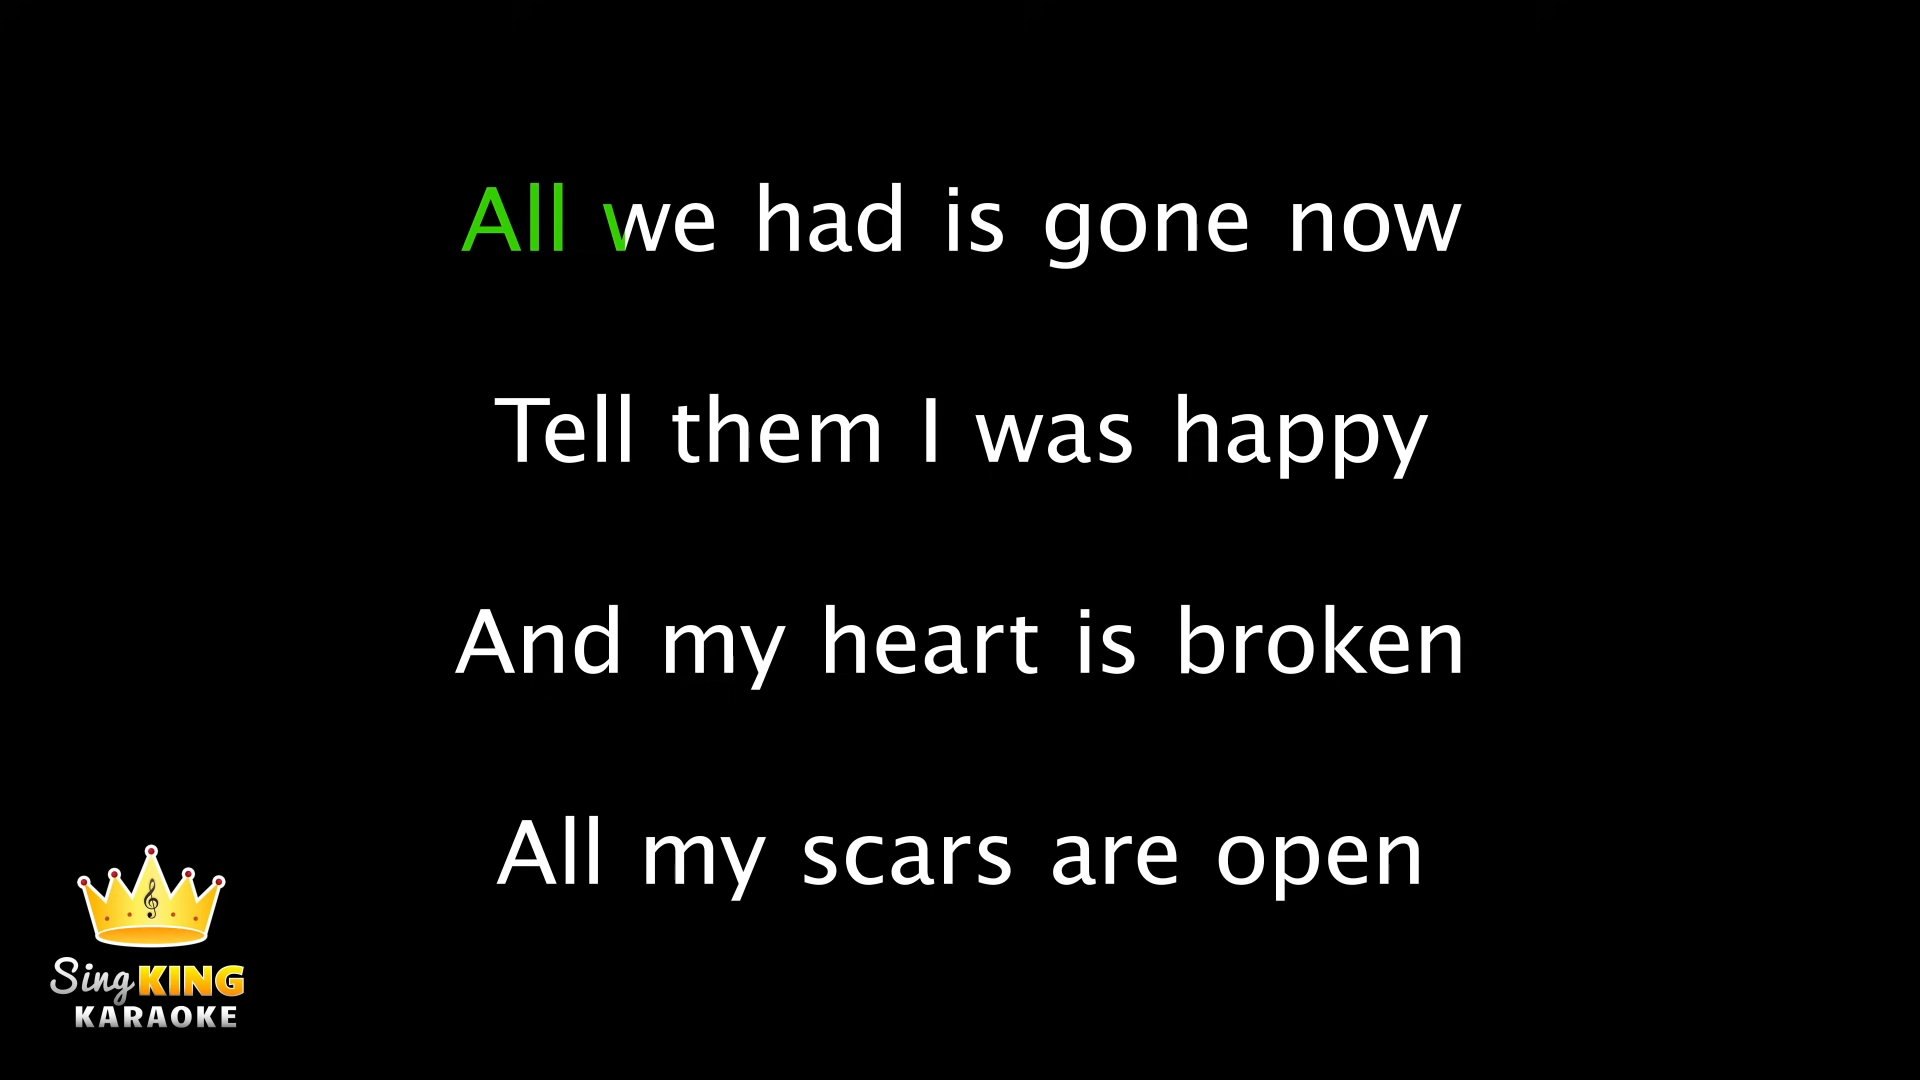 All we had is gone now
Tell them I was happy
And my heart is broken
All my scars are open
Sing KING
KARAOKE